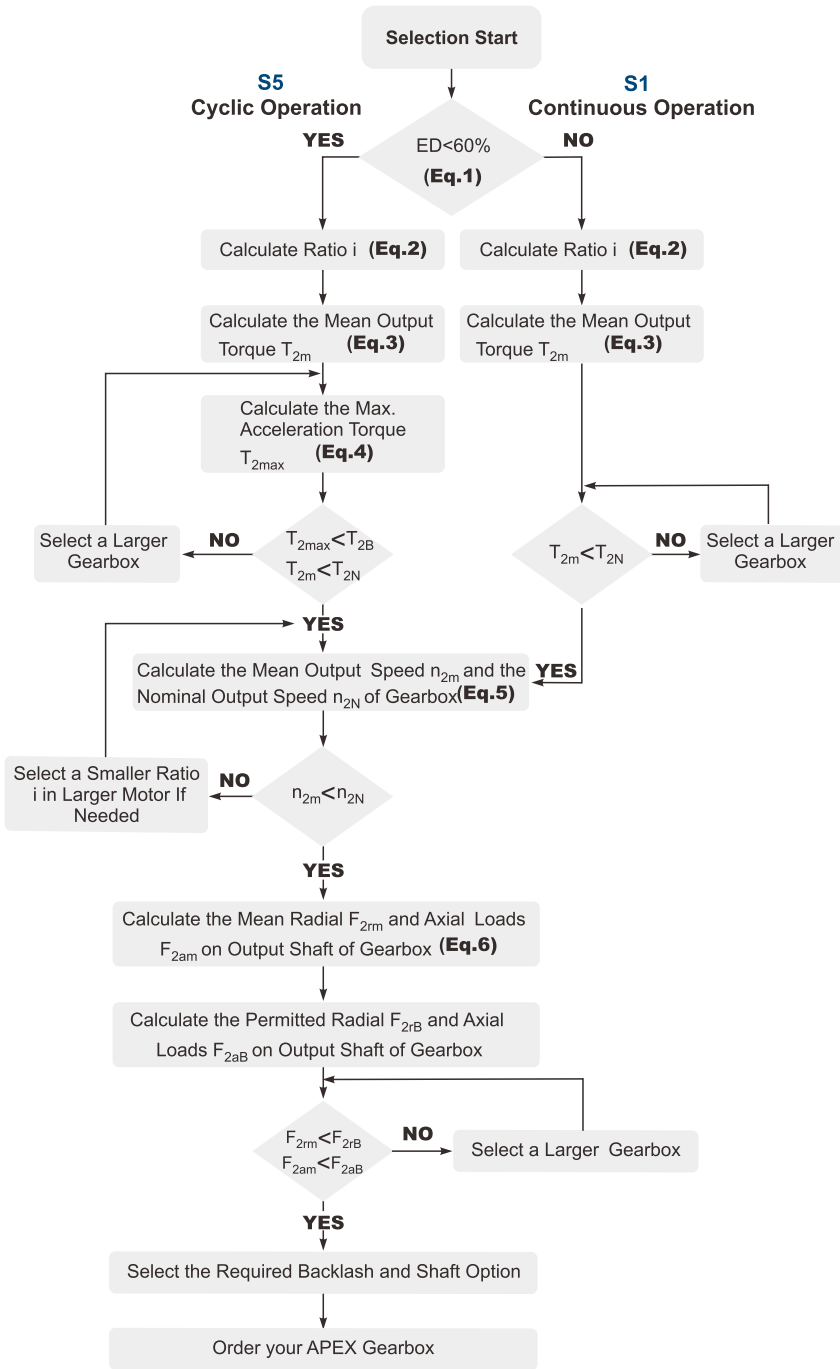 Selection Start
S5
Cyclic Operation
S1
Continuous Operation
YES
ED<60%
(Eq.1)
NO
Calculate Ratio i (Eq.2)
Calculate Ratio i (Eq.2)
Calculate the Mean Output
Torque T2m (Eq.3)
Calculate the Mean Output
Torque T2m (Eq.3)
Calculate the Max.
Acceleration Torque
T2max (Eq.4)
Select a Larger
Gearbox
NO
T2max<T2B
T2m<T2N
T2m<T2N
NO
Select a Larger
Gearbox
YES
Calculate the Mean Output Speed n2m and the
Nominal Output Speed n2N of Gearbox(Eq.5)
YES
Select a Smaller Ratio
i in Larger Motor If
Needed
NO
n2m<n2N
YES
Calculate the Mean Radial F2rm and Axial Loads
F2am on Output Shaft of Gearbox (Eq.6)
Calculate the Permitted Radial F2rB and Axial
Loads F2aB on Output Shaft of Gearbox
F2rm<F2rB
F2am<F2aB
NO
Select a Larger Gearbox
YES
Select the Required Backlash and Shaft Option
Order your APEX Gearbox